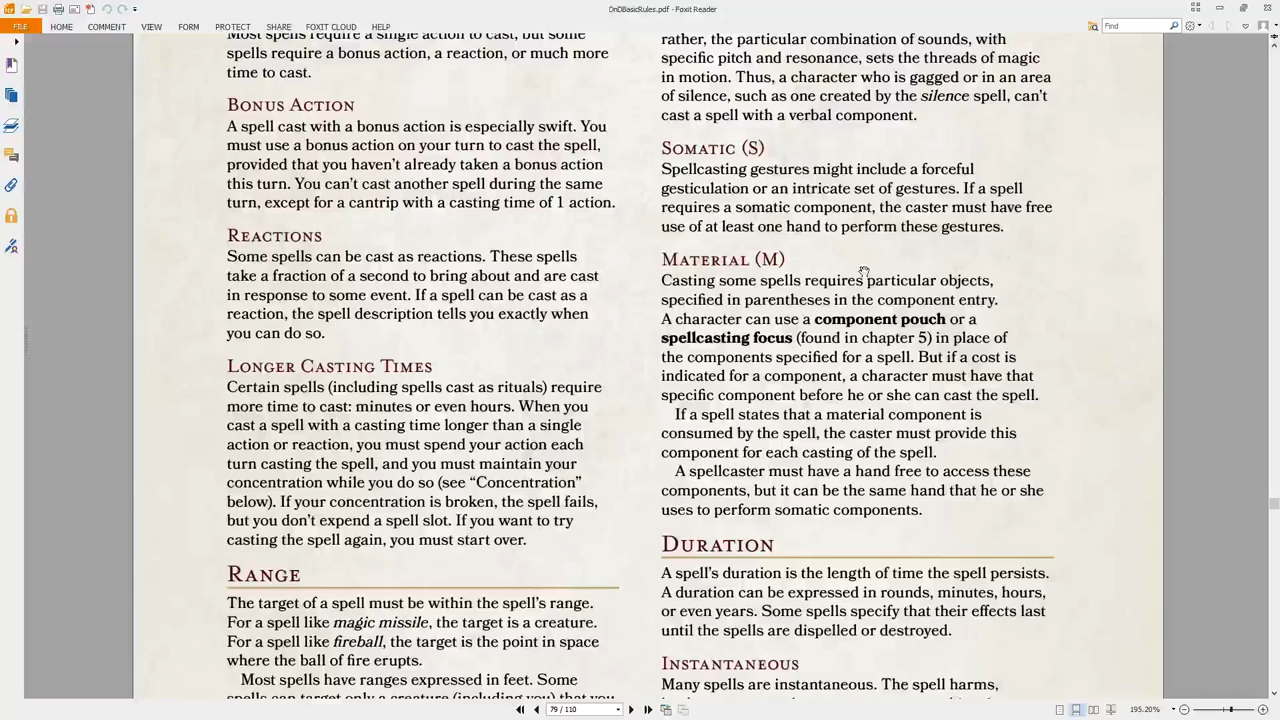 DnDBasicRules.pdf - Foxit Reader
FILE
HOME
COMMENT
VIEW
FORM
PROTECT
SHARE
FOXIT CLOUD
HELP
Find
Most spells require a single action to cast, but some
spells require a bonus action, a reaction, or much more
time to cast.
Bonus Action
A spell cast with a bonus action is especially swift. You
must use a bonus action on your turn to cast the spell,
provided that you haven't already taken a bonus action
this turn. You can't cast another spell during the same
turn, except for a cantrip with a casting time of 1 action.
Reactions
Some spells can be cast as reactions. These spells
take a fraction of a second to bring about and are cast
in response to some event. If a spell can be cast as a
reaction, the spell description tells you exactly when
you can do so.
Longer Casting Times
Certain spells (including spells cast as rituals) require
more time to cast: minutes or even hours. When you
cast a spell with a casting time longer than a single
action or reaction, you must spend your action each
turn casting the spell, and you must maintain your
concentration while you do so (see “Concentration”
below). If your concentration is broken, the spell fails,
but you don't expend a spell slot. If you want to try
casting the spell again, you must start over.
Range
The target of a spell must be within the spell's range.
For a spell like magic missile, the target is a creature.
For a spell like fireball, the target is the point in space
where the ball of fire erupts.
Most spells have ranges expressed in feet. Some
spells can target only a creature (including you) that you
rather, the particular combination of sounds, with
specific pitch and resonance, sets the threads of magic
in motion. Thus, a character who is gagged or in an area
of silence, such as one created by the silence spell, can't
cast a spell with a verbal component.
Somatic (S)
Spellcasting gestures might include a forceful
gesticulation or an intricate set of gestures. If a spell
requires a somatic component, the caster must have free
use of at least one hand to perform these gestures.
Material (M)
Casting some spells requires particular objects,
specified in parentheses in the component entry.
A character can use a component pouch or a
spellcasting focus (found in chapter 5) in place of
the components specified for a spell. But if a cost is
indicated for a component, a character must have that
specific component before he or she can cast the spell.
If a spell states that a material component is
consumed by the spell, the caster must provide this
component for each casting of the spell.
A spellcaster must have a hand free to access these
components, but it can be the same hand that he or she
uses to perform somatic components.
Duration
A spell's duration is the length of time the spell persists.
A duration can be expressed in rounds, minutes, hours,
or even years. Some spells specify that their effects last
until the spells are dispelled or destroyed.
Instantaneous
Many spells are instantaneous. The spell harms,
79 / 110
195.20%